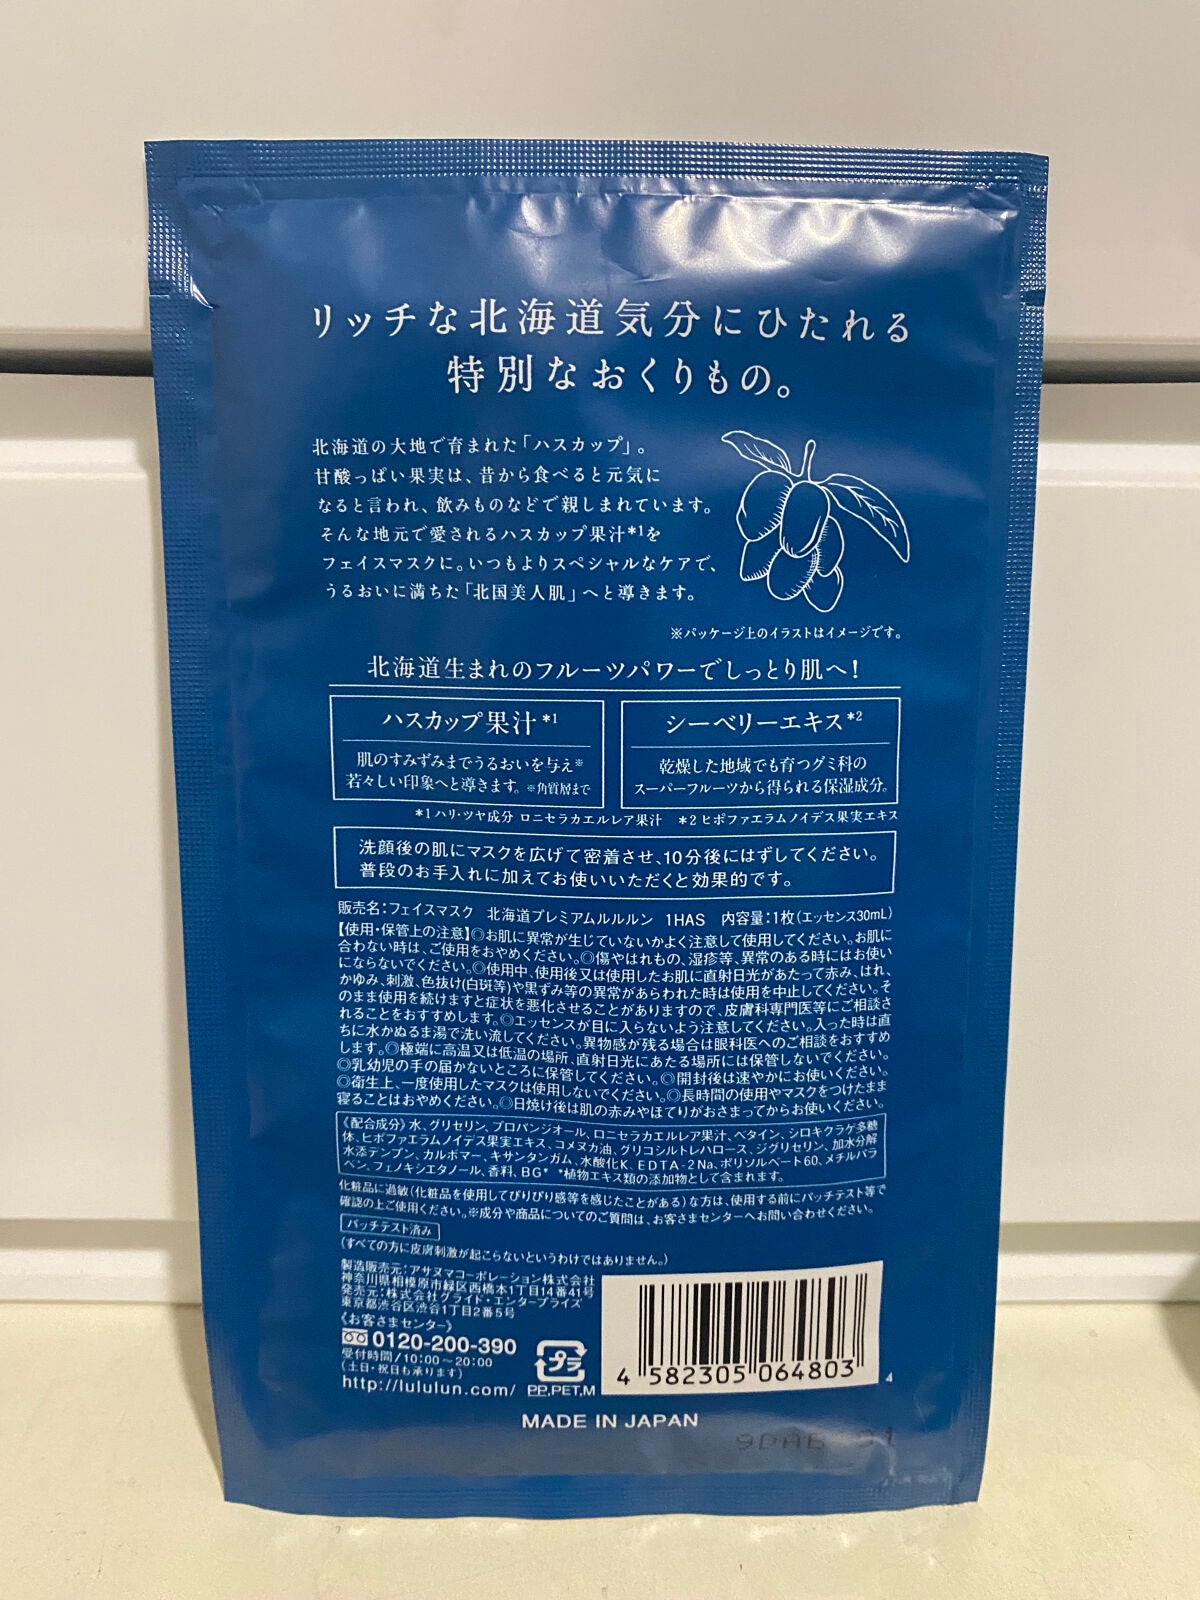 リッチな北海道気分にひたれる
特別なおくりもの。
北海道の大地で育まれた「ハスカップ」。
甘酸っぱい果実は、昔から食べると元気に
なると言われ、飲みものなどで親しまれています。
そんな地元で愛されるハスカップ果汁*1を
フェイスマスクに。いつもよりスペシャルなケアで、
うるおいに満ちた「北国美人肌」へと導きます。
※パッケージ上のイラストはイメージです。
北海道生まれのフルーツパワーでしっとり肌へ!
ハスカップ果汁*1
肌のすみずみまでうるおいを与え※
若々しい印象へと導きます。※角質層まで
シーベリーエキス*2
乾燥した地域でも育つグミ科の
スーパーフルーツから得られる保湿成分。
*1 ハリ・ツヤ成分 ロニセラカエルレア果汁 *2 ヒポファエラムノイデス果実エキス
洗顔後の肌にマスクを広げて密着させ、10分後にはずしてください。
普段のお手入れに加えてお使いいただくと効果的です。
販売名:フェイスマスク 北海道プレミアムルルルン 1HAS 内容量:1枚(エッセンス30mL)
【使用・保管上の注意】◎お肌に異常が生じていないかよく注意して使用してください。お肌に
合わない時は、ご使用をおやめください。◎傷やはれもの、湿疹等、異常のある時にはお使い
にならないでください。◎使用中、使用後又は使用したお肌に直射日光があたって赤み、はれ、
かゆみ、刺激、色抜け(白斑等)や黒ずみ等の異常があらわれた時は使用を中止してください。そ
のまま使用を続けますと症状を悪化させることがありますので、皮膚科専門医等にご相談さ
れることをおすすめします。◎エッセンスが目に入らないよう注意してください。入った時は直
ちに水かぬるま湯で洗い流してください。異物感が残る場合は眼科医へのご相談をおすすめ
します。◎極端に高温又は低温の場所、直射日光にあたる場所には保管しないでください。
◎乳幼児の手の届かないところに保管してください。◎開封後は速やかにお使いください。
◎衛生上、一度使用したマスクは使用しないでください。◎長時間の使用やマスクをつけたまま
寝ることはおやめください。◎日焼け後は肌の赤みやほてりがおさまってからお使いください。
《配合成分》水、グリセリン、プロパンジオール、ロニセラカエルレア果汁、ベタイン、シロキクラゲ多糖
体、ヒポファエラムノイデス果実エキス、コメヌカ油、グリコシルトレハロース、ジグリセリン、加水分解
水添デンプン、カルボマー、キサンタンガム、水酸化K、EDTA-2Na、ポリソルベート60、メチルパラ
ベン、フェノキシエタノール、香料、BG* *植物エキス類の添加物として含まれます。
化粧品に過敏(化粧品を使用してぴりぴり感等を感じたことがある)な方は、使用する前にパッチテスト等で
確認の上ご使用ください。※成分や商品についてのご質問は、お客さまセンターへお問い合わせください。
パッチテスト済み
(すべての方に皮膚刺激が起こらないというわけではありません。)
製造販売元:アサヌマコーポレーション株式会社
神奈川県相模原市緑区西橋本1丁目14番41号
発売元:株式会社グライド・エンタープライズ
東京都渋谷区渋谷1丁目2番5号
《お客さまセンター》
0120-200-390
受付時間/10:00〜20:00
(土日・祝日も承ります)
http://lululun.com/
プラ
PP,PET,M
4 582305 064803
4
MADE IN JAPAN